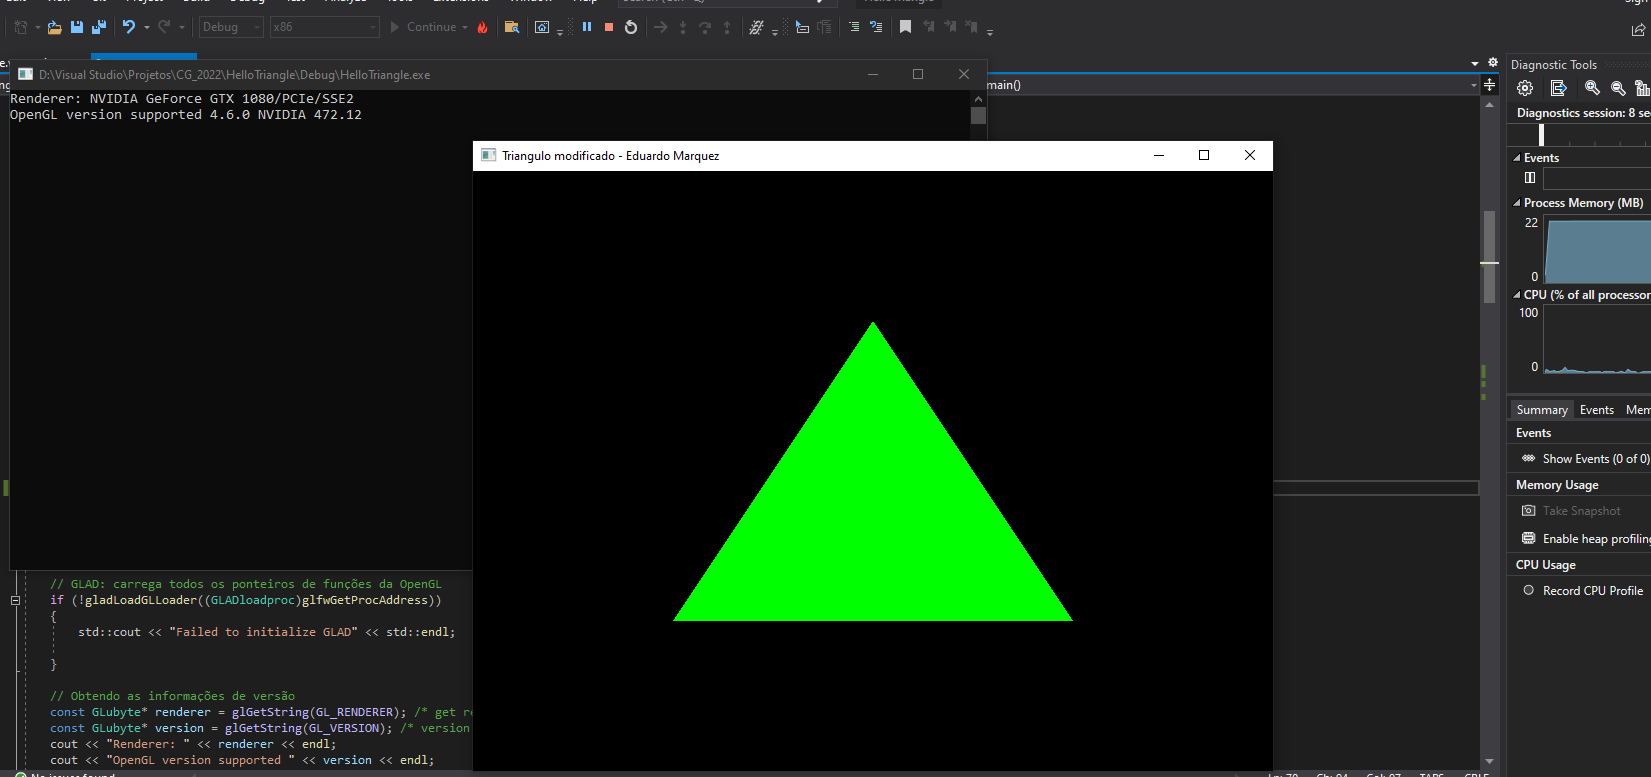 Debug
x86
Continue
D:\Visual Studio\Projetos\CG_2022\HelloTriangle\Debug\HelloTriangle.exe
main()
Renderer: NVIDIA GeForce GTX 1080/PCIe/SSE2
OpenGL version supported 4.6.0 NVIDIA 472.12
Triangulo modificado - Eduardo Marquez
// GLAD: carrega todos os ponteiros de funções da OpenGL
if (!gladLoadGLLoader((GLADloadproc)glfwGetProcAddress))
{
std::cout << "Failed to initialize GLAD" << std::endl;
}
// Obtendo as informações de versão
const GLubyte* renderer = glGetString(GL_RENDERER); /* get re
const GLubyte* version = glGetString(GL_VERSION); /* version
cout << "Renderer: " << renderer << endl;
cout << "OpenGL version supported " << version << endl;
Diagnostic Tools
Diagnostics session: 8 se
Events
Process Memory (MB)
22
0
CPU (% of all processor
100
0
Summary Events Mem
Events
Show Events (0 of 0)
Memory Usage
Take Snapshot
Enable heap profiling
CPU Usage
Record CPU Profile